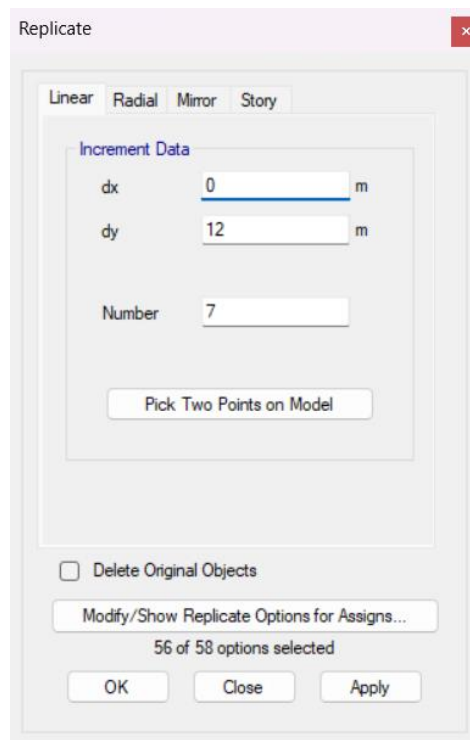 Replicate
Linear Radial Mirror Story
Increment Data
dx 0 m
dy 12 m
Number 7
Pick Two Points on Model
Delete Original Objects
Modify/Show Replicate Options for Assigns...
56 of 58 options selected
OK Close Apply